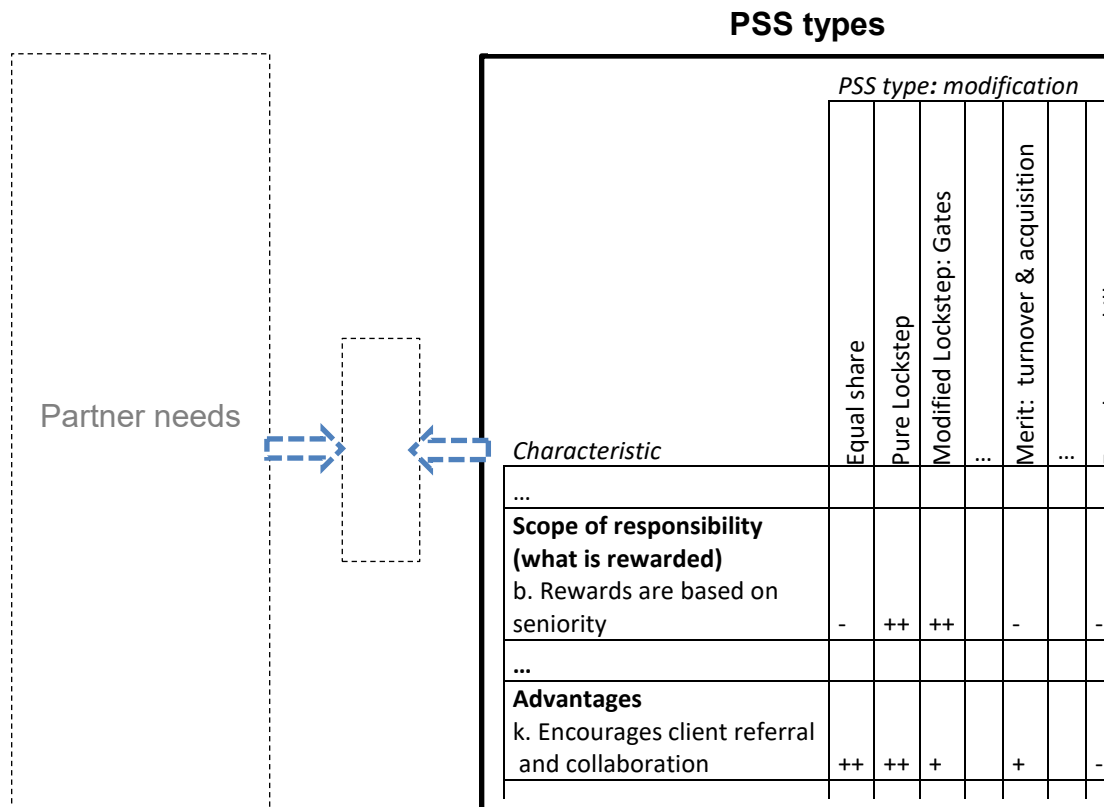 PSS types
PSS type: modification
Partner needs
Characteristic
Equal share
Pure Lockstep
Modified Lockstep: Gates
...
Merit: turnover & acquisition
...
...
Scope of responsibility
(what is rewarded)
b. Rewards are based on
seniority - ++ ++ - -
...
Advantages
k. Encourages client referral
and collaboration ++ ++ + + -